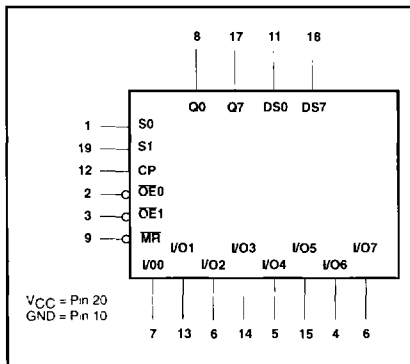 8 17 11 18
Q0 Q7 DS0 DS7
1 S0
19 S1
12 CP
2 OE0
3 OE1
9 MR
I/O1 I/O3 I/O5 I/O7
I/00 I/O2 I/O4 I/O6
VCC = Pin 20
GND = Pin 10
7 13 6 14 5 15 4 6